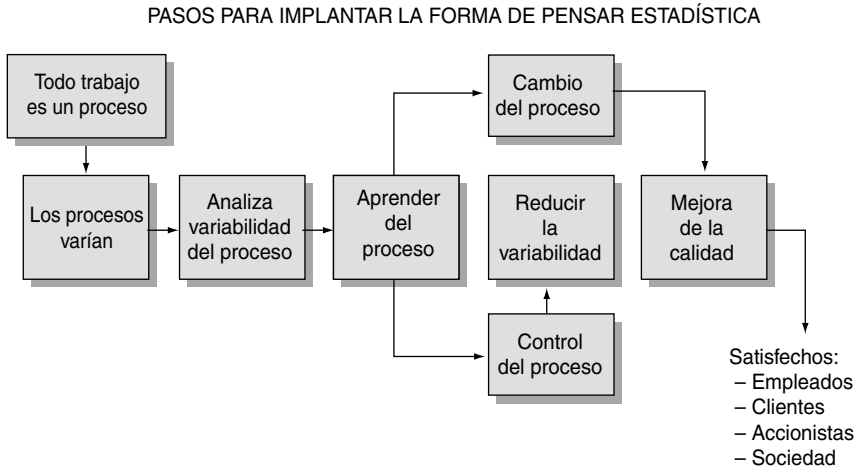 PASOS PARA IMPLANTAR LA FORMA DE PENSAR ESTADÍSTICA
Todo trabajo
es un proceso
Los procesos
varían
Analiza
variabilidad
del proceso
Aprender
del
proceso
Cambio
del proceso
Reducir
la
variabilidad
Control
del proceso
Mejora
de la
calidad
Satisfechos:
– Empleados
– Clientes
– Accionistas
– Sociedad